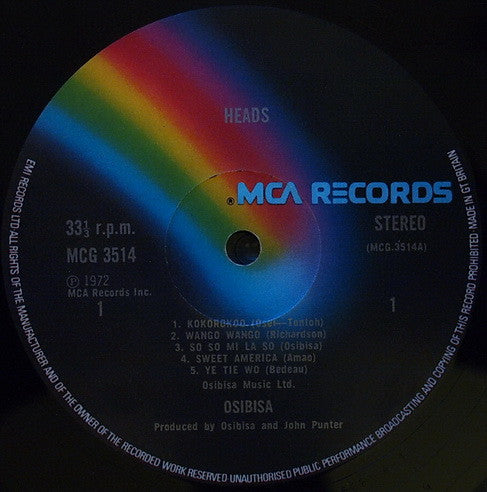 HEADS
® MCA RECORDS
33⅓ r.p.m.
STEREO
MCG 3514
(MCG.3514A)
℗ 1972
MCA Records Inc.
1
1
1. KOKOROKOO (Osei—Tontoh)
2. WANGO WANGO (Richardson)
3. SO SO MI LA SO (Osibisa)
4. SWEET AMERICA (Amao)
5. YE TIE WO (Bedeau)
Osibisa Music Ltd.
OSIBISA
Produced by Osibisa and John Punter
EMI RECORDS LTD ALL RIGHTS OF THE MANUFACTURER AND OF THE OWNER OF THE RECORDED WORK RESERVED UNAUTHORISED PUBLIC PERFORMANCE BROADCASTING AND COPYING OF THIS RECORD PROHIBITED·MADE IN GT BRITAIN